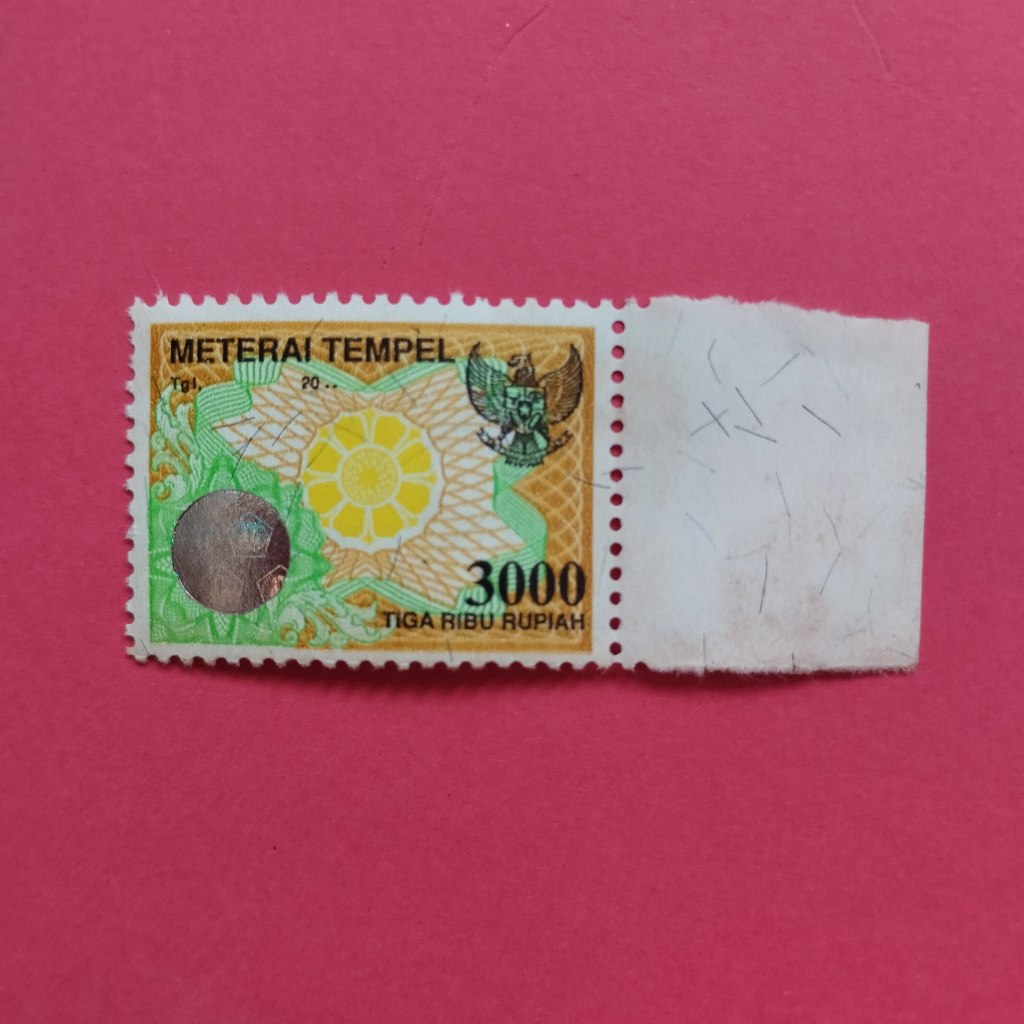 METERAI TEMPEL
Tgl. 20 ..
3000
TIGA RIBU RUPIAH